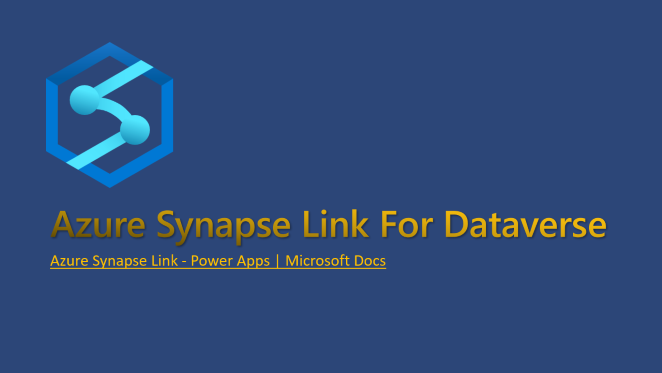 Azure Synapse Link For Dataverse
Azure Synapse Link - Power Apps | Microsoft Docs